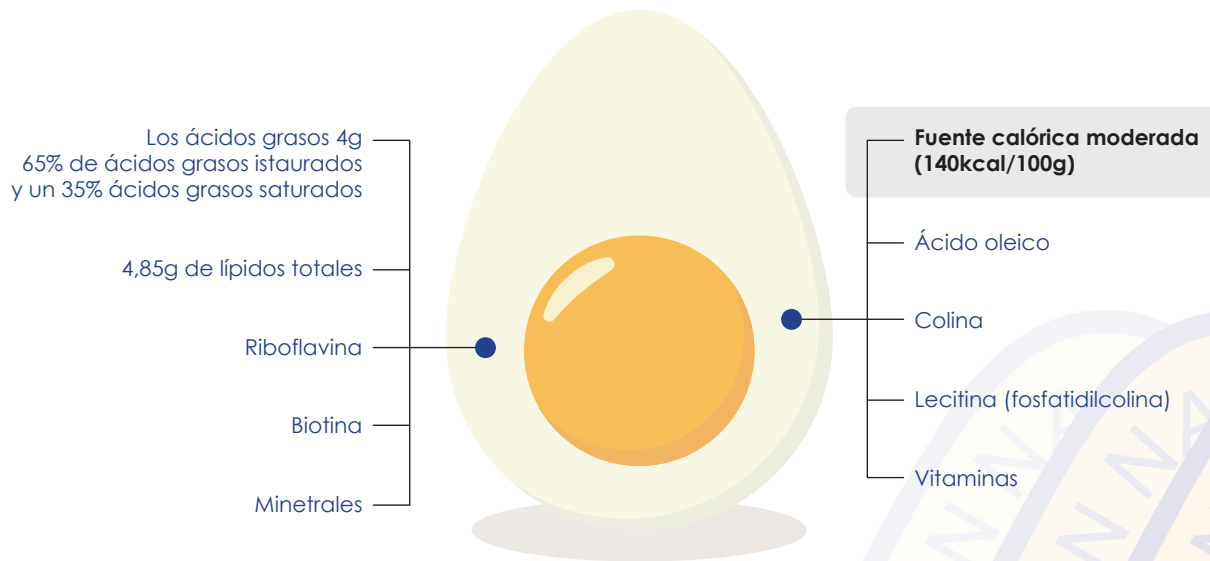 Los ácidos grasos 4g
65% de ácidos grasos istaurados
y un 35% ácidos grasos saturados
4,85g de lípidos totales
Riboflavina
Biotina
Minetrales
Fuente calórica moderada
(140kcal/100g)
Ácido oleico
Colina
Lecitina (fosfatidilcolina)
Vitaminas